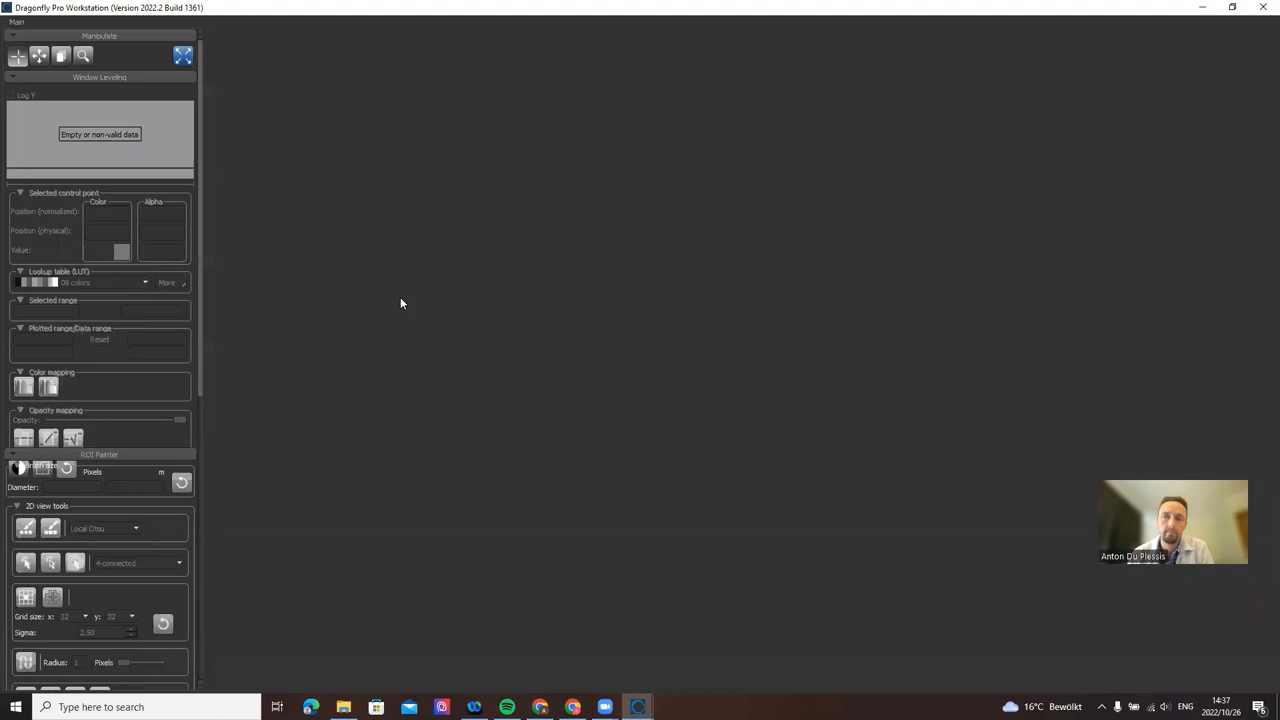 Dragonfly Pro Workstation (Version 2022.2 Build 1361)
Main
Manipulate
Window Leveling
Log Y
Empty or non-valid data
Selected control point
Color
Alpha
Position (normalized):
Position (physical):
Value:
Lookup table (LUT)
08 colors
More
Selected range
Plotted range/Data range
Reset
Color mapping
Opacity mapping
Opacity:
ROI Painter
Brush size
Pixels
m
Diameter:
2D view tools
Local Otsu
4-connected
Grid size: x: 32 y: 32
Sigma: 2.50
Radius: 1 Pixels
Anton Du Plessis
Type here to search
16°C Bewölkt
ENG
14:37
2022/10/26